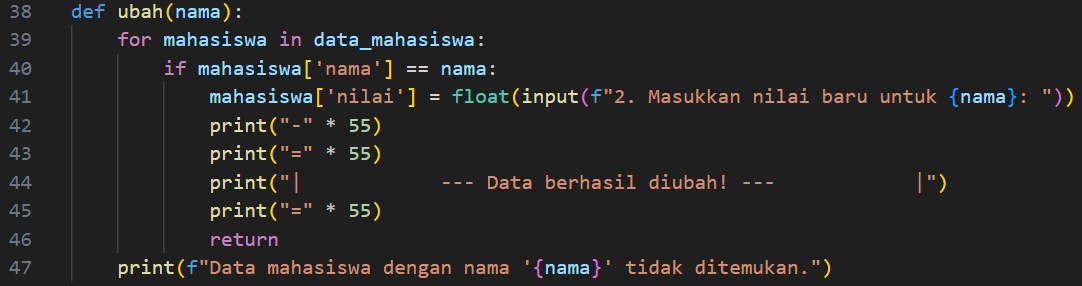 38 def ubah(nama):
39     for mahasiswa in data_mahasiswa:
40         if mahasiswa['nama'] == nama:
41             mahasiswa['nilai'] = float(input(f"2. Masukkan nilai baru untuk {nama}: "))
42             print("-" * 55)
43             print("=" * 55)
44             print("|            --- Data berhasil diubah! ---            |")
45             print("=" * 55)
46             return
47     print(f"Data mahasiswa dengan nama '{nama}' tidak ditemukan.")